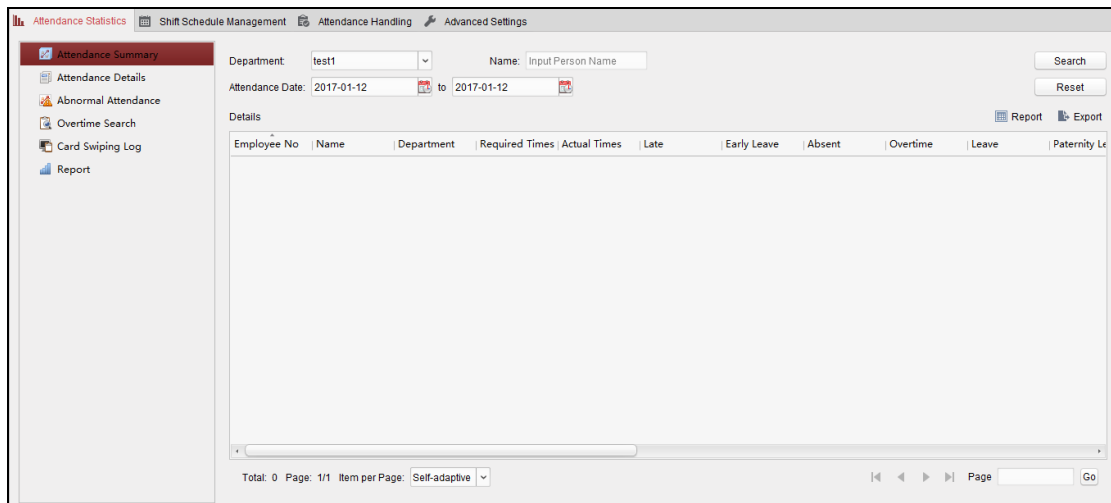 Attendance Statistics Shift Schedule Management Attendance Handling Advanced Settings
Attendance Summary
Attendance Details
Abnormal Attendance
Overtime Search
Card Swiping Log
Report
Department: test1 Name: Input Person Name Search
Attendance Date: 2017-01-12 to 2017-01-12 Reset
Details Report Export
Employee No Name Department Required Times Actual Times Late Early Leave Absent Overtime Leave Paternity Le
Total: 0 Page: 1/1 Item per Page: Self-adaptive Page Go